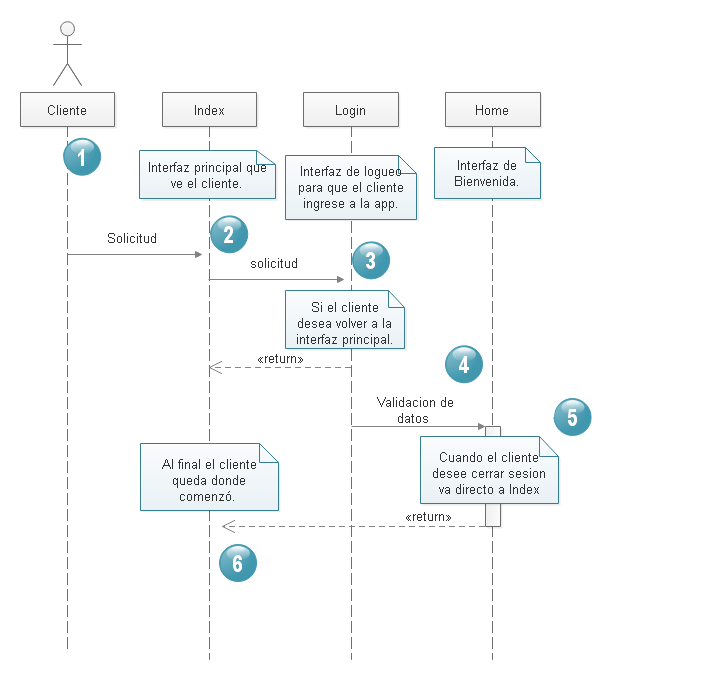 Cliente
Index
Login
Home
1
Interfaz principal que
ve el cliente.
Interfaz de logueo
para que el cliente
ingrese a la app.
Interfaz de
Bienvenida.
2
Solicitud
3
solicitud
Si el cliente
desea volver a la
interfaz principal.
«return»
4
Validacion de
datos
5
Cuando el cliente
desee cerrar sesion
va directo a Index
Al final el cliente
queda donde
comenzó.
«return»
6